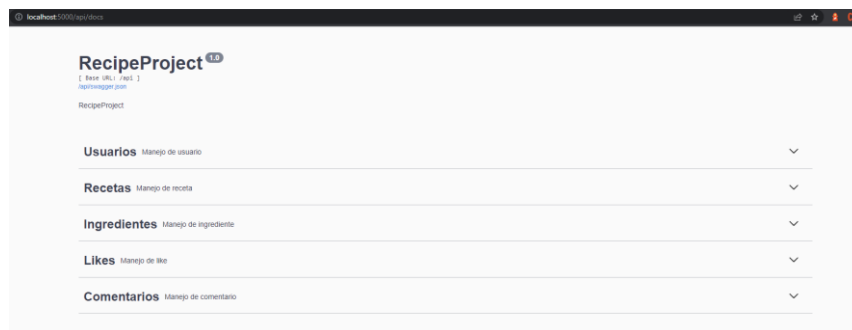 localhost:5000/api/docs
RecipeProject 1.0
[ Base URL: /api ]
/api/swagger.json
RecipeProject
Usuarios Manejo de usuario
Recetas Manejo de receta
Ingredientes Manejo de ingrediente
Likes Manejo de like
Comentarios Manejo de comentario